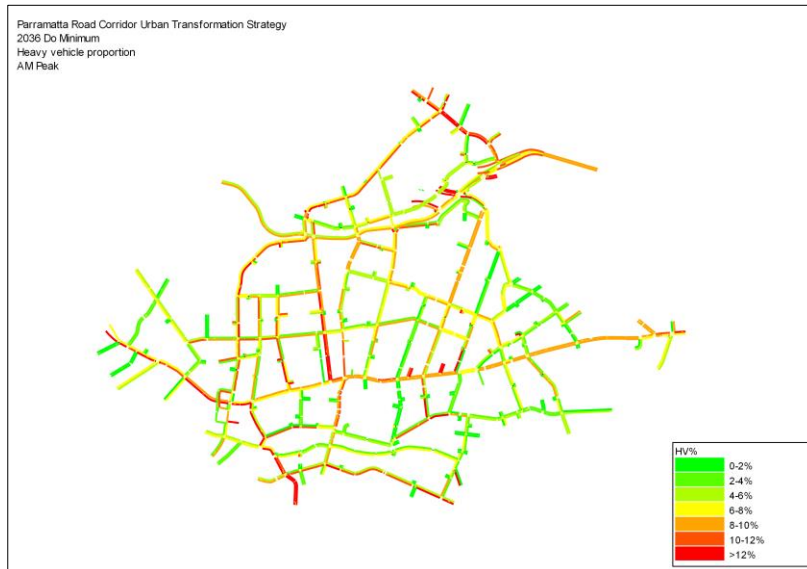 Parramatta Road Corridor Urban Transformation Strategy
2036 Do Minimum
Heavy vehicle proportion
AM Peak
HV%
0-2%
2-4%
4-6%
6-8%
8-10%
10-12%
>12%